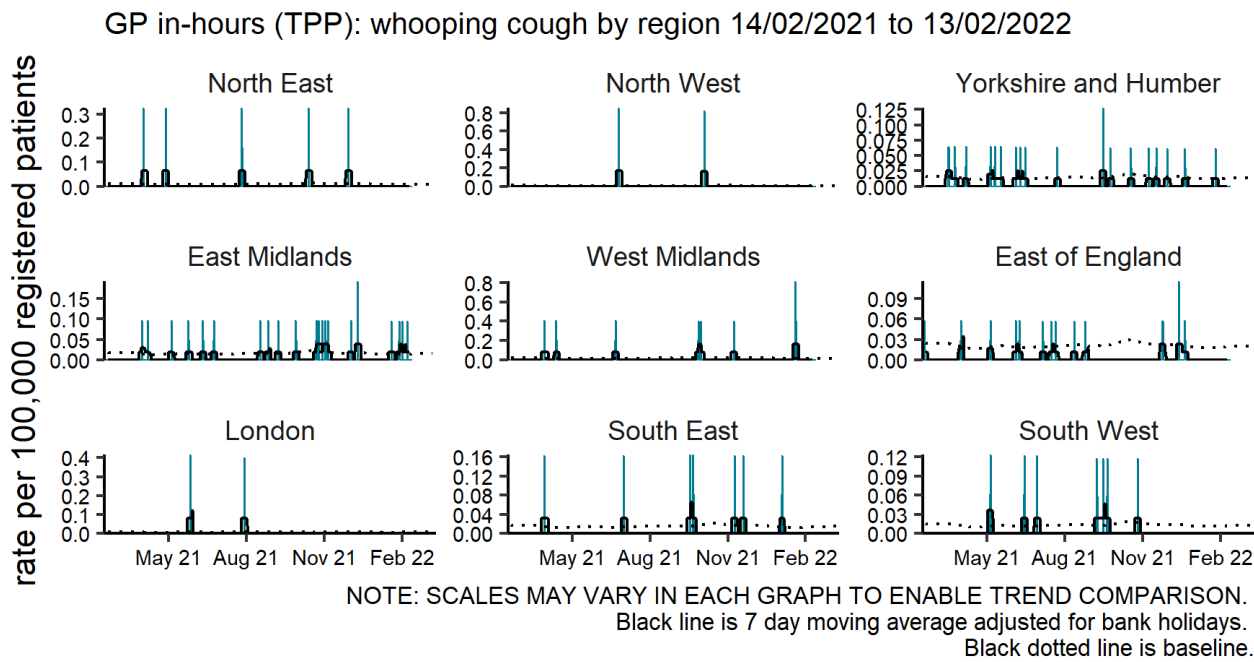 GP in-hours (TPP): whooping cough by region 14/02/2021 to 13/02/2022
rate per 100,000 registered patients
North East
0.3
0.2
0.1
0.0
North West
0.8
0.6
0.4
0.2
0.0
Yorkshire and Humber
0.125
0.100
0.075
0.050
0.025
0.000
East Midlands
0.15
0.10
0.05
0.00
West Midlands
0.8
0.6
0.4
0.2
0.0
East of England
0.09
0.06
0.03
0.00
London
0.4
0.3
0.2
0.1
0.0
May 21 Aug 21 Nov 21 Feb 22
South East
0.16
0.12
0.08
0.04
0.00
May 21 Aug 21 Nov 21 Feb 22
South West
0.12
0.09
0.06
0.03
0.00
May 21 Aug 21 Nov 21 Feb 22
NOTE: SCALES MAY VARY IN EACH GRAPH TO ENABLE TREND COMPARISON.
Black line is 7 day moving average adjusted for bank holidays.
Black dotted line is baseline.